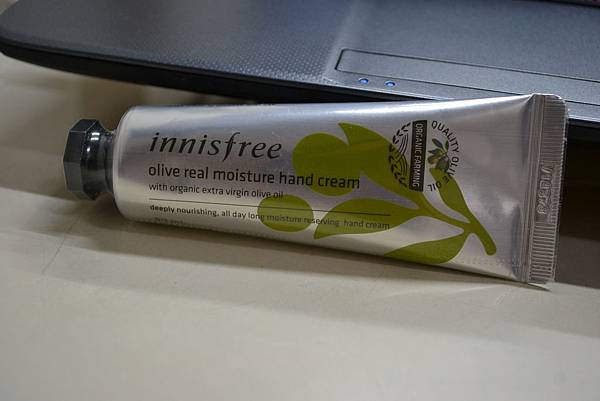 innisfree
olive real moisture hand cream
with organic extra virgin olive oil
deeply nourishing, all day long moisture reserving hand cream
QUALITY OLIVE OIL
ORGANIC FARMING